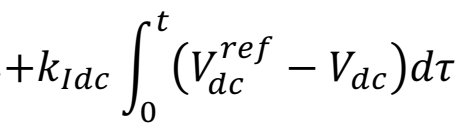 +k_{Idc} \int_0^t (V_{dc}^{ref} - V_{dc}) d\tau